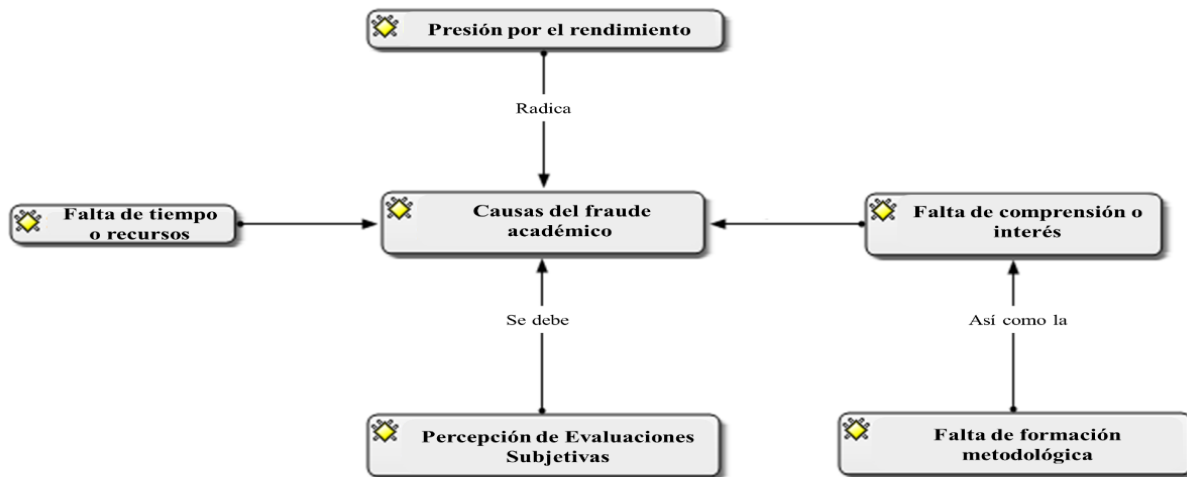 Presión por el rendimiento
Radica
Falta de tiempo
o recursos
Causas del fraude
académico
Falta de comprensión o
interés
Se debe
Así como la
Percepción de Evaluaciones
Subjetivas
Falta de formación
metodológica